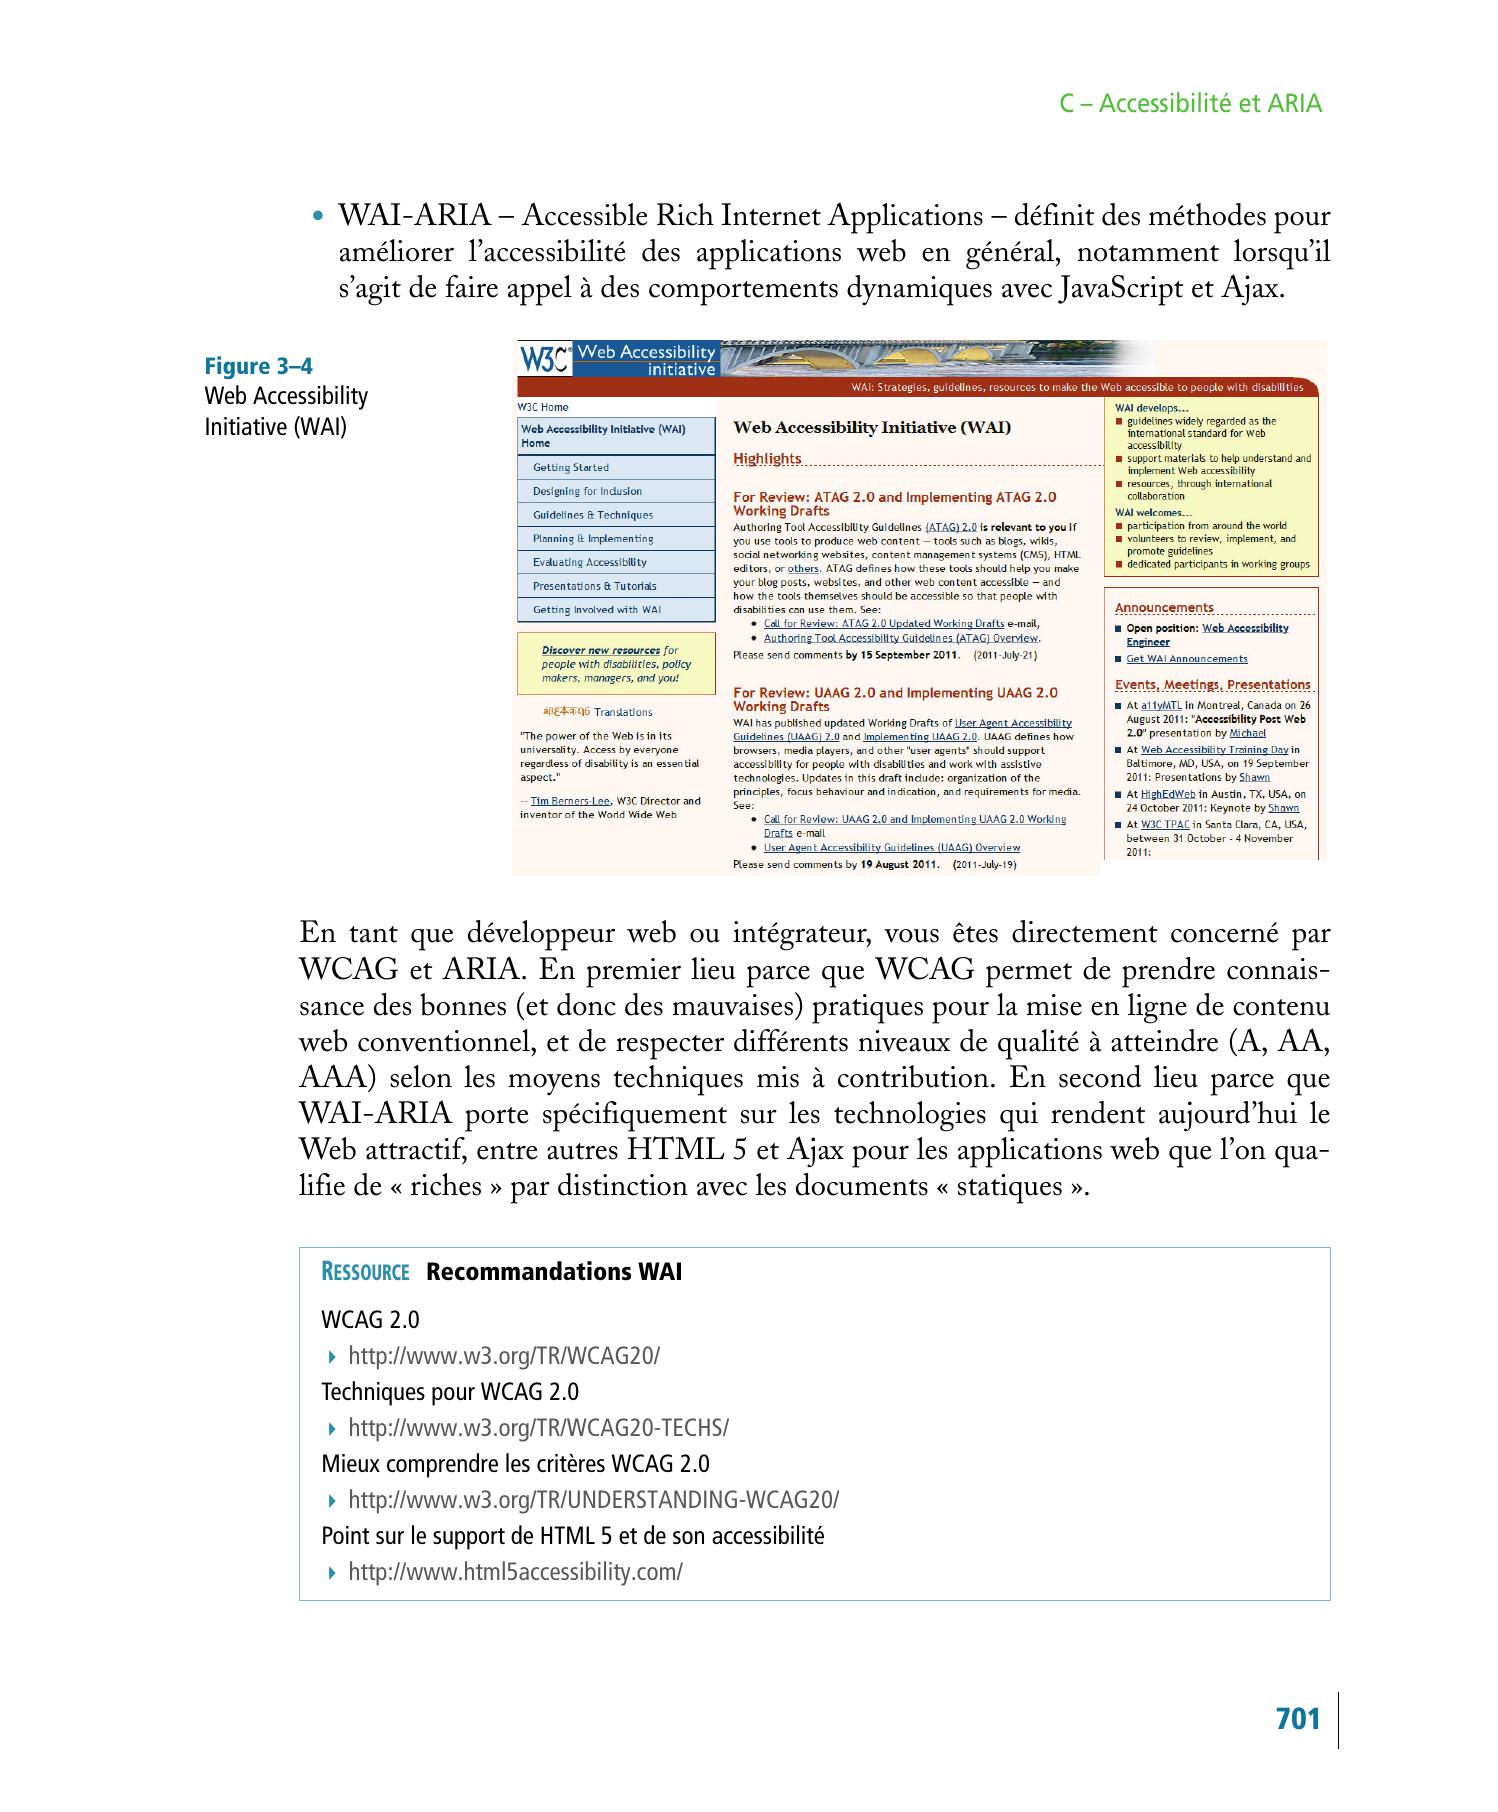 C – Accessibilité et ARIA
• WAI-ARIA – Accessible Rich Internet Applications – définit des méthodes pour
améliorer l’accessibilité des applications web en général, notamment lorsqu’il
s’agit de faire appel à des comportements dynamiques avec JavaScript et Ajax.
Figure 3–4
Web Accessibility
Initiative (WAI)
W3C® Web Accessibility
initiative
WAI: Strategies, guidelines, resources to make the Web accessible to people with disabilities
W3C Home
Web Accessibility Initiative (WAI)
Home
Getting Started
Designing for Inclusion
Guidelines & Techniques
Planning & Implementing
Evaluating Accessibility
Presentations & Tutorials
Getting Involved with WAI
Discover new resources for
people with disabilities, policy
makers, managers, and you!
Translations
"The power of the Web is in its
universality. Access by everyone
regardless of disability is an essential
aspect."
-- Tim Berners-Lee, W3C Director and
inventor of the World Wide Web
Web Accessibility Initiative (WAI)
Highlights
For Review: ATAG 2.0 and Implementing ATAG 2.0
Working Drafts
Authoring Tool Accessibility Guidelines (ATAG) 2.0 is relevant to you if
you use tools to produce web content — tools such as blogs, wikis,
social networking websites, content management systems (CMS), HTML
editors, or others. ATAG defines how these tools should help you make
your blog posts, websites, and other web content accessible — and
how the tools themselves should be accessible so that people with
disabilities can use them. See:
• Call for Review: ATAG 2.0 Updated Working Drafts e-mail,
• Authoring Tool Accessibility Guidelines (ATAG) Overview.
Please send comments by 15 September 2011. (2011-July-21)
For Review: UAAG 2.0 and Implementing UAAG 2.0
Working Drafts
WAI has published updated Working Drafts of User Agent Accessibility
Guidelines (UAAG) 2.0 and Implementing UAAG 2.0. UAAG defines how
browsers, media players, and other "user agents" should support
accessibility for people with disabilities and work with assistive
technologies. Updates in this draft include: organization of the
principles, focus behaviour and indication, and requirements for media.
See:
• Call for Review: UAAG 2.0 and Implementing UAAG 2.0 Working
Drafts e-mail
• User Agent Accessibility Guidelines (UAAG) Overview
Please send comments by 19 August 2011. (2011-July-19)
WAI develops...
guidelines widely regarded as the
international standard for Web
accessibility
support materials to help understand and
implement Web accessibility
resources, through international
collaboration
WAI welcomes...
participation from around the world
volunteers to review, implement, and
promote guidelines
dedicated participants in working groups
Announcements
Open position: Web Accessibility
Engineer
Get WAI Announcements
Events, Meetings, Presentations
At a11yMTL in Montreal, Canada on 26
August 2011: "Accessibility Post Web
2.0" presentation by Michael
At Web Accessibility Training Day in
Baltimore, MD, USA, on 19 September
2011: Presentations by Shawn
At HighEdWeb in Austin, TX, USA, on
24 October 2011: Keynote by Shawn
At W3C TPAC in Santa Clara, CA, USA,
between 31 October - 4 November
2011:
En tant que développeur web ou intégrateur, vous êtes directement concerné par
WCAG et ARIA. En premier lieu parce que WCAG permet de prendre connais-
sance des bonnes (et donc des mauvaises) pratiques pour la mise en ligne de contenu
web conventionnel, et de respecter différents niveaux de qualité à atteindre (A, AA,
AAA) selon les moyens techniques mis à contribution. En second lieu parce que
WAI-ARIA porte spécifiquement sur les technologies qui rendent aujourd’hui le
Web attractif, entre autres HTML 5 et Ajax pour les applications web que l’on qua-
lifie de « riches » par distinction avec les documents « statiques ».
RESSOURCE Recommandations WAI
WCAG 2.0
http://www.w3.org/TR/WCAG20/
Techniques pour WCAG 2.0
http://www.w3.org/TR/WCAG20-TECHS/
Mieux comprendre les critères WCAG 2.0
http://www.w3.org/TR/UNDERSTANDING-WCAG20/
Point sur le support de HTML 5 et de son accessibilité
http://www.html5accessibility.com/
701